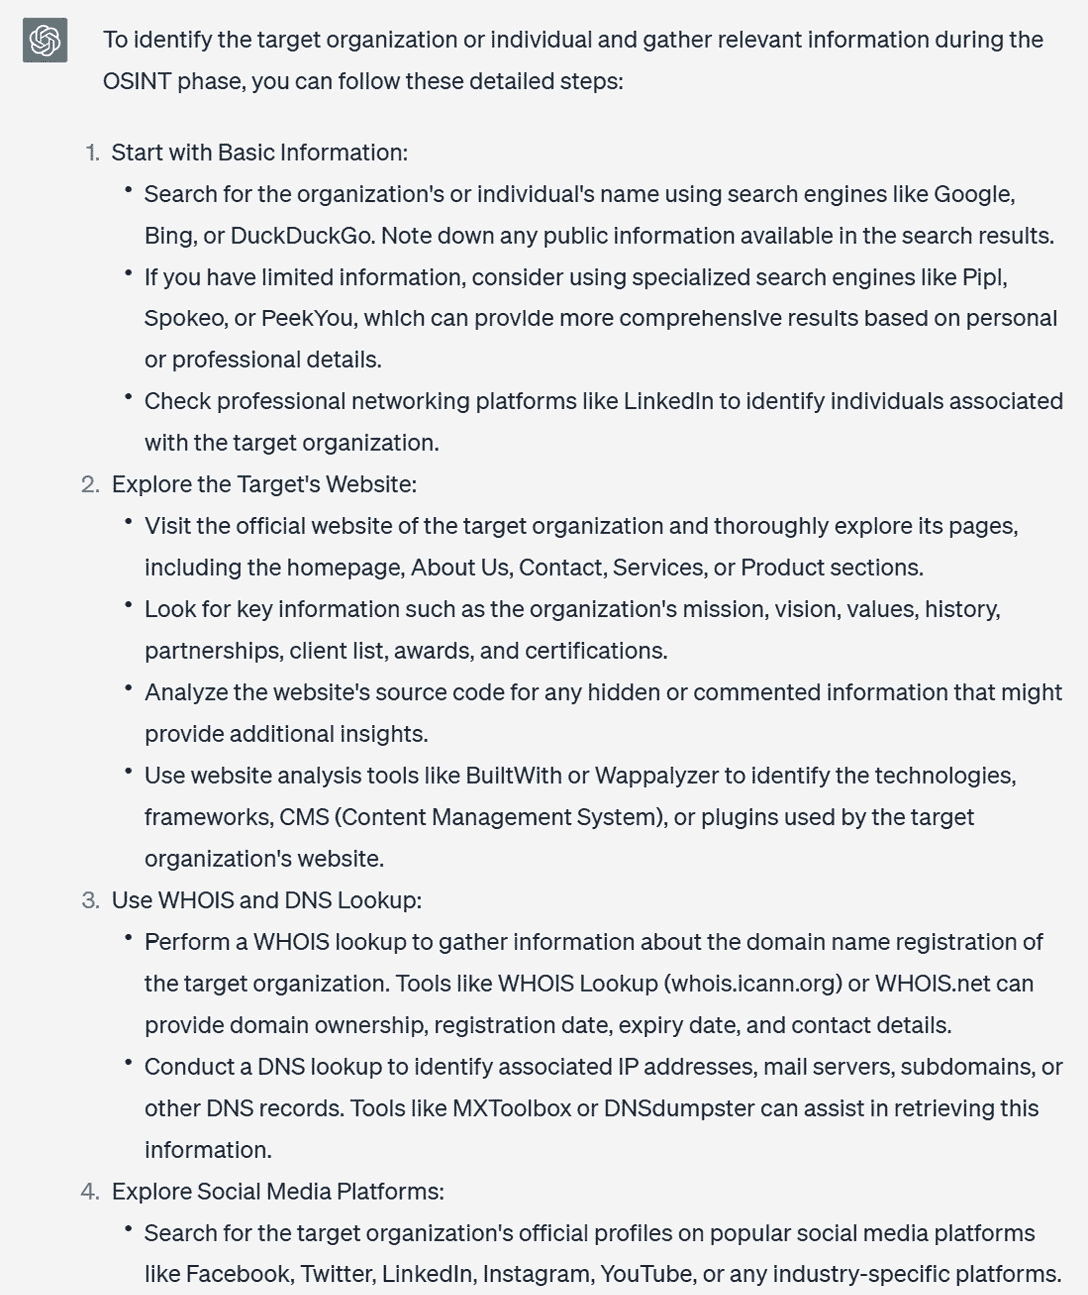 To identify the target organization or individual and gather relevant information during the
OSINT phase, you can follow these detailed steps:
1. Start with Basic Information:
• Search for the organization's or individual's name using search engines like Google,
Bing, or DuckDuckGo. Note down any public information available in the search results.
• If you have limited information, consider using specialized search engines like Pipl,
Spokeo, or PeekYou, which can provide more comprehensive results based on personal
or professional details.
• Check professional networking platforms like LinkedIn to identify individuals associated
with the target organization.
2. Explore the Target's Website:
• Visit the official website of the target organization and thoroughly explore its pages,
including the homepage, About Us, Contact, Services, or Product sections.
• Look for key information such as the organization's mission, vision, values, history,
partnerships, client list, awards, and certifications.
• Analyze the website's source code for any hidden or commented information that might
provide additional insights.
• Use website analysis tools like BuiltWith or Wappalyzer to identify the technologies,
frameworks, CMS (Content Management System), or plugins used by the target
organization's website.
3. Use WHOIS and DNS Lookup:
• Perform a WHOIS lookup to gather information about the domain name registration of
the target organization. Tools like WHOIS Lookup (whois.icann.org) or WHOIS.net can
provide domain ownership, registration date, expiry date, and contact details.
• Conduct a DNS lookup to identify associated IP addresses, mail servers, subdomains, or
other DNS records. Tools like MXToolbox or DNSdumpster can assist in retrieving this
information.
4. Explore Social Media Platforms:
• Search for the target organization's official profiles on popular social media platforms
like Facebook, Twitter, LinkedIn, Instagram, YouTube, or any industry-specific platforms.